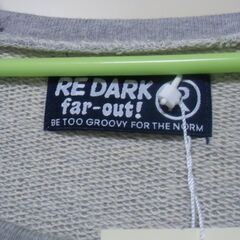 RE DARK
far-out!
BE TOO GROOVY FOR THE NORM
R